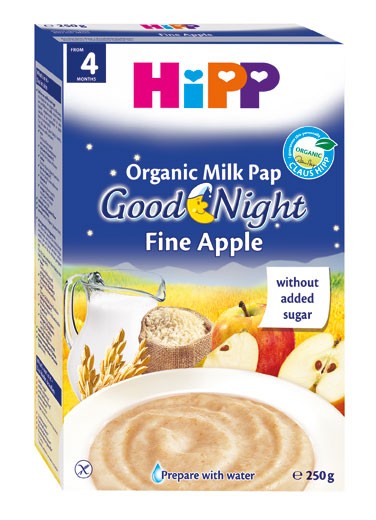 FROM
4
MONTHS
HiPP
ORGANIC
CLAUS HIPP
Organic Milk Pap
Good Night
Fine Apple
without
added
sugar
Prepare with water
℮ 250g
250g